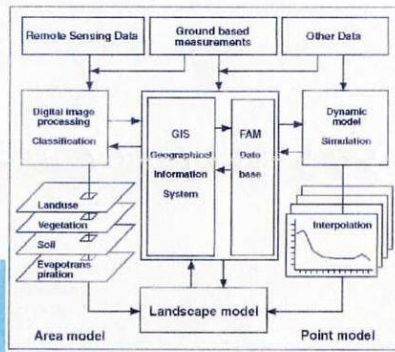 Remote Sensing Data
Ground based
measurements
Other Data
Digital image
processing
Classification
GIS
Geographical
Information
System
FAM
Data
base
Dynamic
model
Simulation
Landuse
Vegetation
Soil
Evapotrans
piration
Interpolation
Landscape model
Area model
Point model